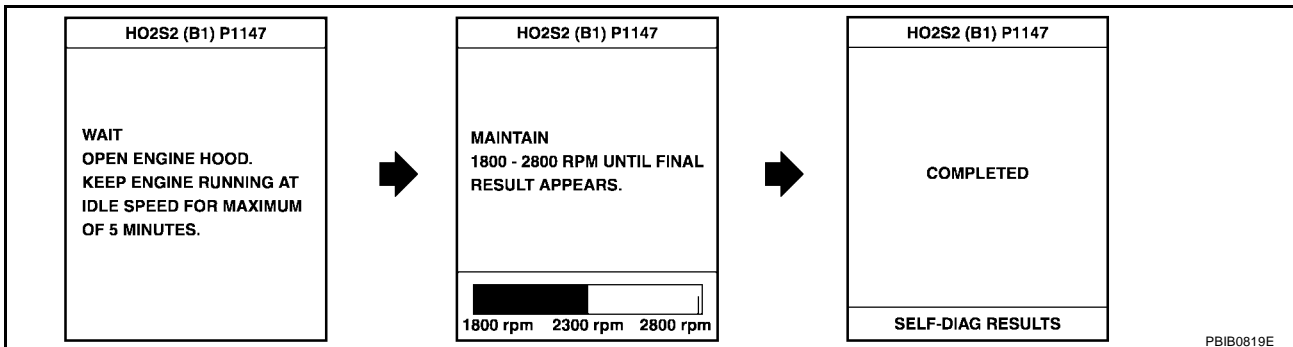 HO2S2 (B1) P1147
WAIT
OPEN ENGINE HOOD.
KEEP ENGINE RUNNING AT
IDLE SPEED FOR MAXIMUM
OF 5 MINUTES.
HO2S2 (B1) P1147
MAINTAIN
1800 - 2800 RPM UNTIL FINAL
RESULT APPEARS.
1800 rpm 2300 rpm 2800 rpm
HO2S2 (B1) P1147
COMPLETED
SELF-DIAG RESULTS
PBIB0819E